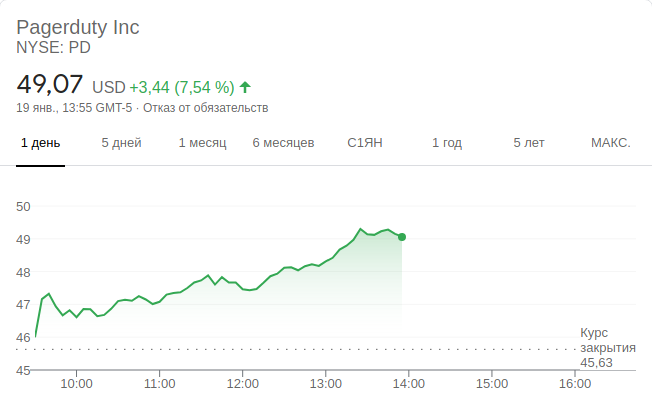 Pagerduty Inc
NYSE: PD
49,07 USD +3,44 (7,54 %)
19 янв., 13:55 GMT-5 · Отказ от обязательств
1 день 5 дней 1 месяц 6 месяцев С1ЯН 1 год 5 лет МАКС.
50
49
48
47
46
Курс
закрытия
45,63
45
10:00 11:00 12:00 13:00 14:00 15:00 16:00